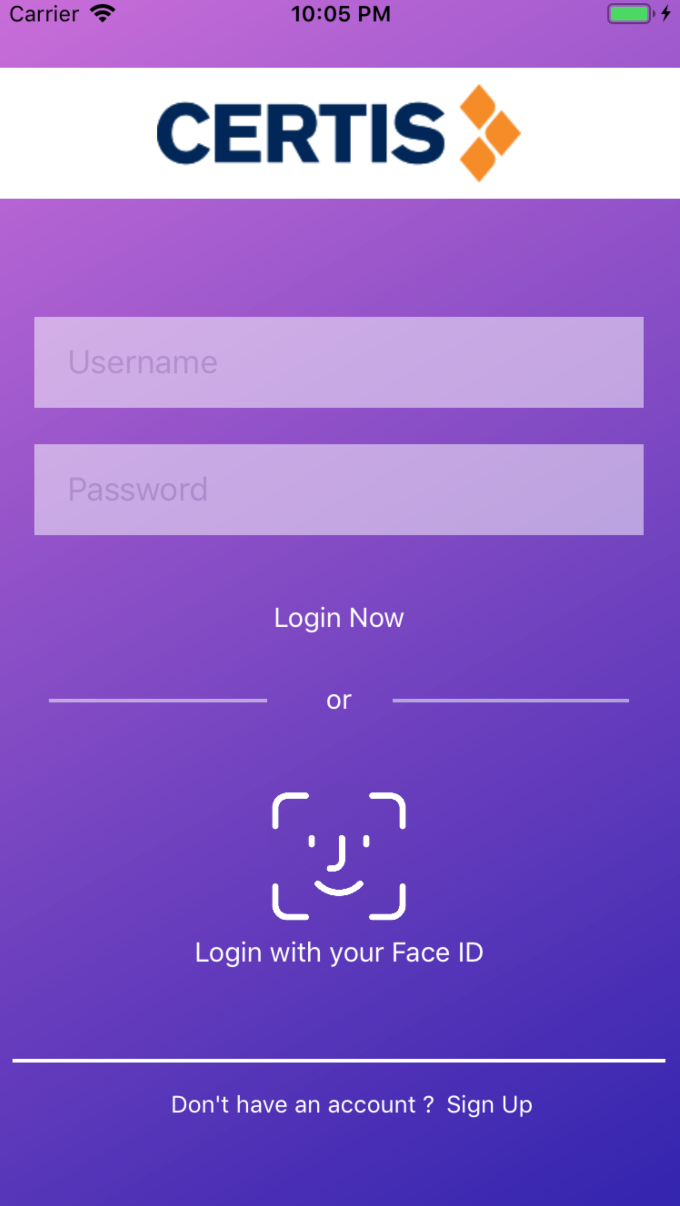 Carrier 10:05 PM
CERTIS
Username
Password
Login Now
or
Login with your Face ID
Don't have an account ? Sign Up